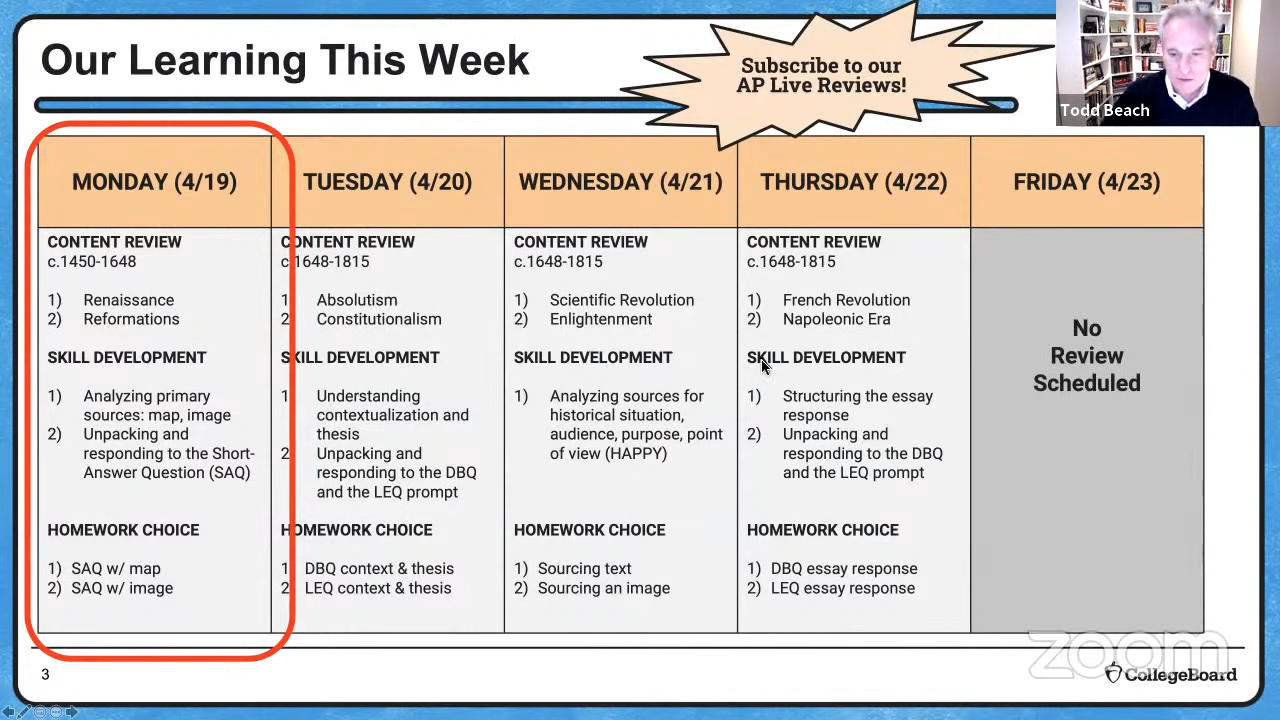 Our Learning This Week
Subscribe to our
AP Live Reviews!
Todd Beach
MONDAY (4/19)
CONTENT REVIEW
c.1450-1648
1) Renaissance
2) Reformations
SKILL DEVELOPMENT
1) Analyzing primary
sources: map, image
2) Unpacking and
responding to the Short-
Answer Question (SAQ)
HOMEWORK CHOICE
1) SAQ w/ map
2) SAQ w/ image
TUESDAY (4/20)
CONTENT REVIEW
c.1648-1815
1) Absolutism
2) Constitutionalism
SKILL DEVELOPMENT
1) Understanding
contextualization and
thesis
2) Unpacking and
responding to the DBQ
and the LEQ prompt
HOMEWORK CHOICE
1) DBQ context & thesis
2) LEQ context & thesis
WEDNESDAY (4/21)
CONTENT REVIEW
c.1648-1815
1) Scientific Revolution
2) Enlightenment
SKILL DEVELOPMENT
1) Analyzing sources for
historical situation,
audience, purpose, point
of view (HAPPY)
HOMEWORK CHOICE
1) Sourcing text
2) Sourcing an image
THURSDAY (4/22)
CONTENT REVIEW
c.1648-1815
1) French Revolution
2) Napoleonic Era
SKILL DEVELOPMENT
1) Structuring the essay
response
2) Unpacking and
responding to the DBQ
and the LEQ prompt
HOMEWORK CHOICE
1) DBQ essay response
2) LEQ essay response
FRIDAY (4/23)
No
Review
Scheduled
zoom
3
CollegeBoard